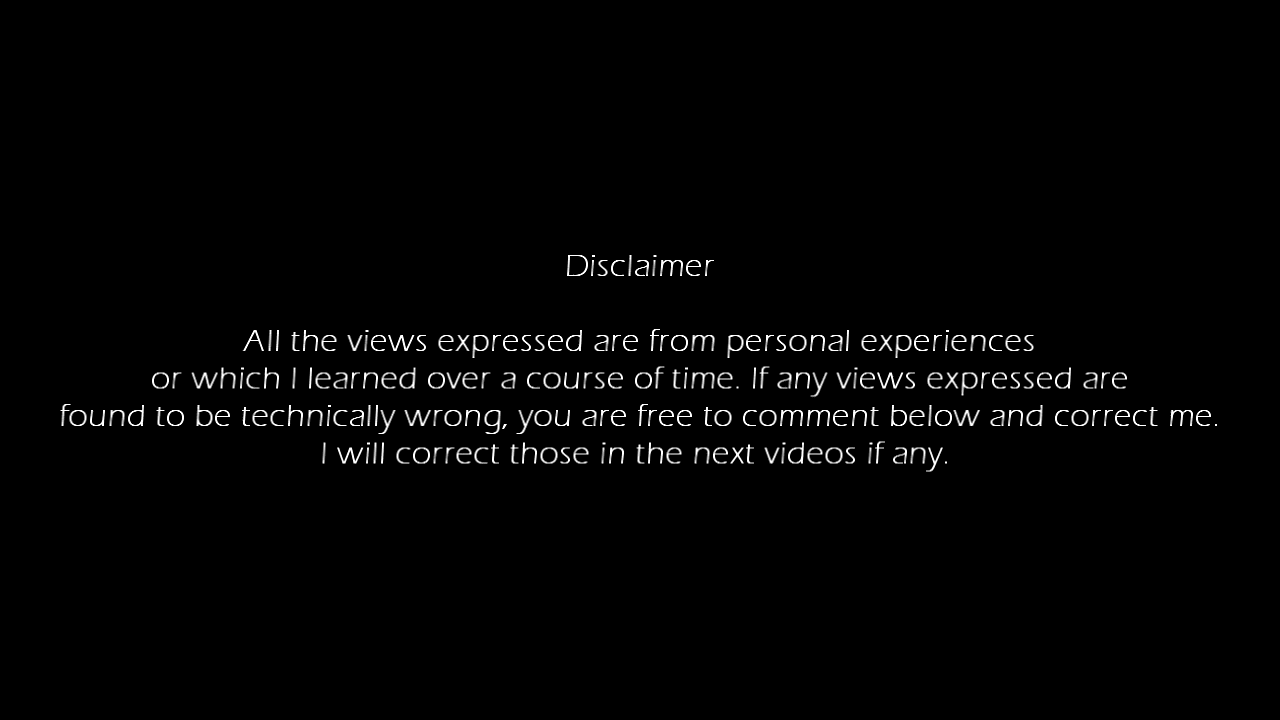 Disclaimer
All the views expressed are from personal experiences
or which I learned over a course of time. If any views expressed are
found to be technically wrong, you are free to comment below and correct me.
I will correct those in the next videos if any.